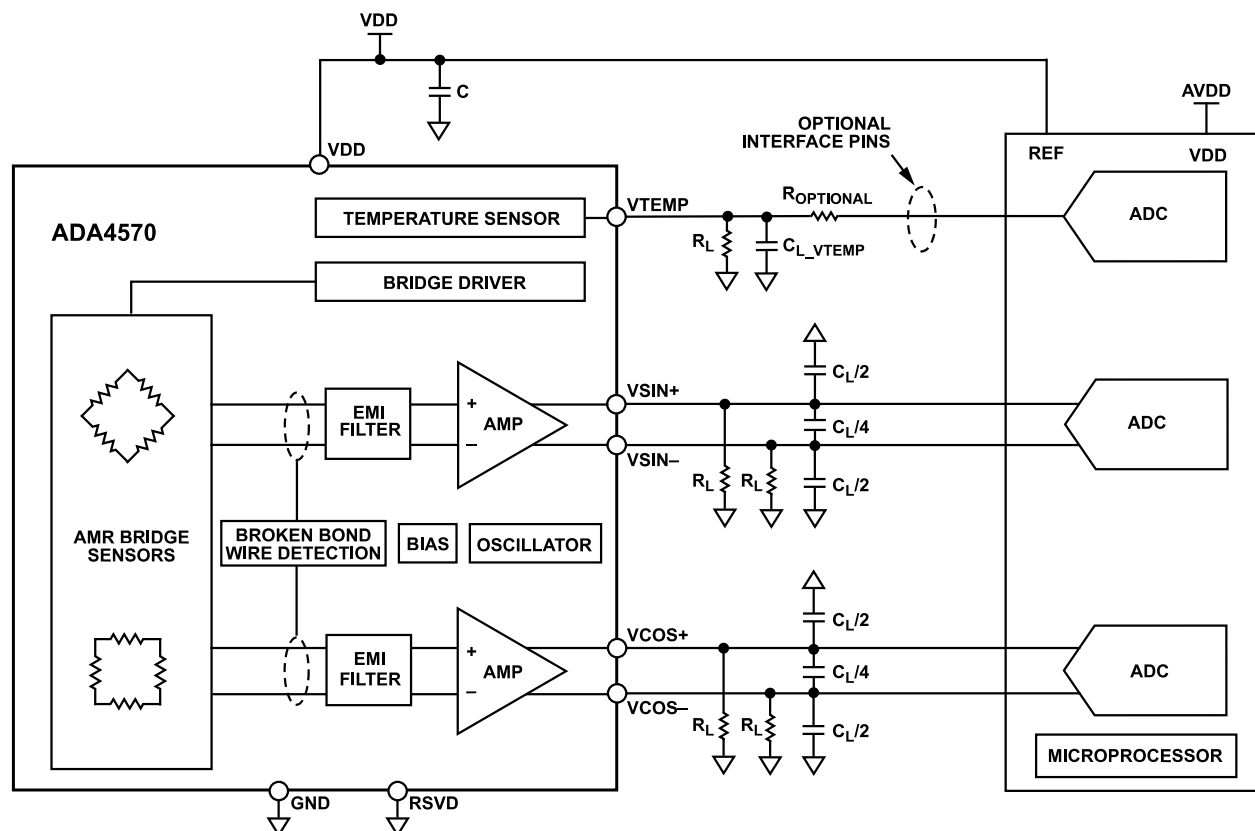 VDD
C
AVDD
OPTIONAL
INTERFACE PINS
VDD
REF
VDD
ADA4570
TEMPERATURE SENSOR
VTEMP
ROPTIONAL
RL
CL_VTEMP
ADC
BRIDGE DRIVER
AMR BRIDGE
SENSORS
EMI
FILTER
+
–
AMP
VSIN+
VSIN–
CL/2
CL/4
CL/2
RL
RL
ADC
BROKEN BOND
WIRE DETECTION
BIAS
OSCILLATOR
EMI
FILTER
+
–
AMP
VCOS+
VCOS–
CL/2
CL/4
CL/2
RL
RL
ADC
MICROPROCESSOR
GND
RSVD